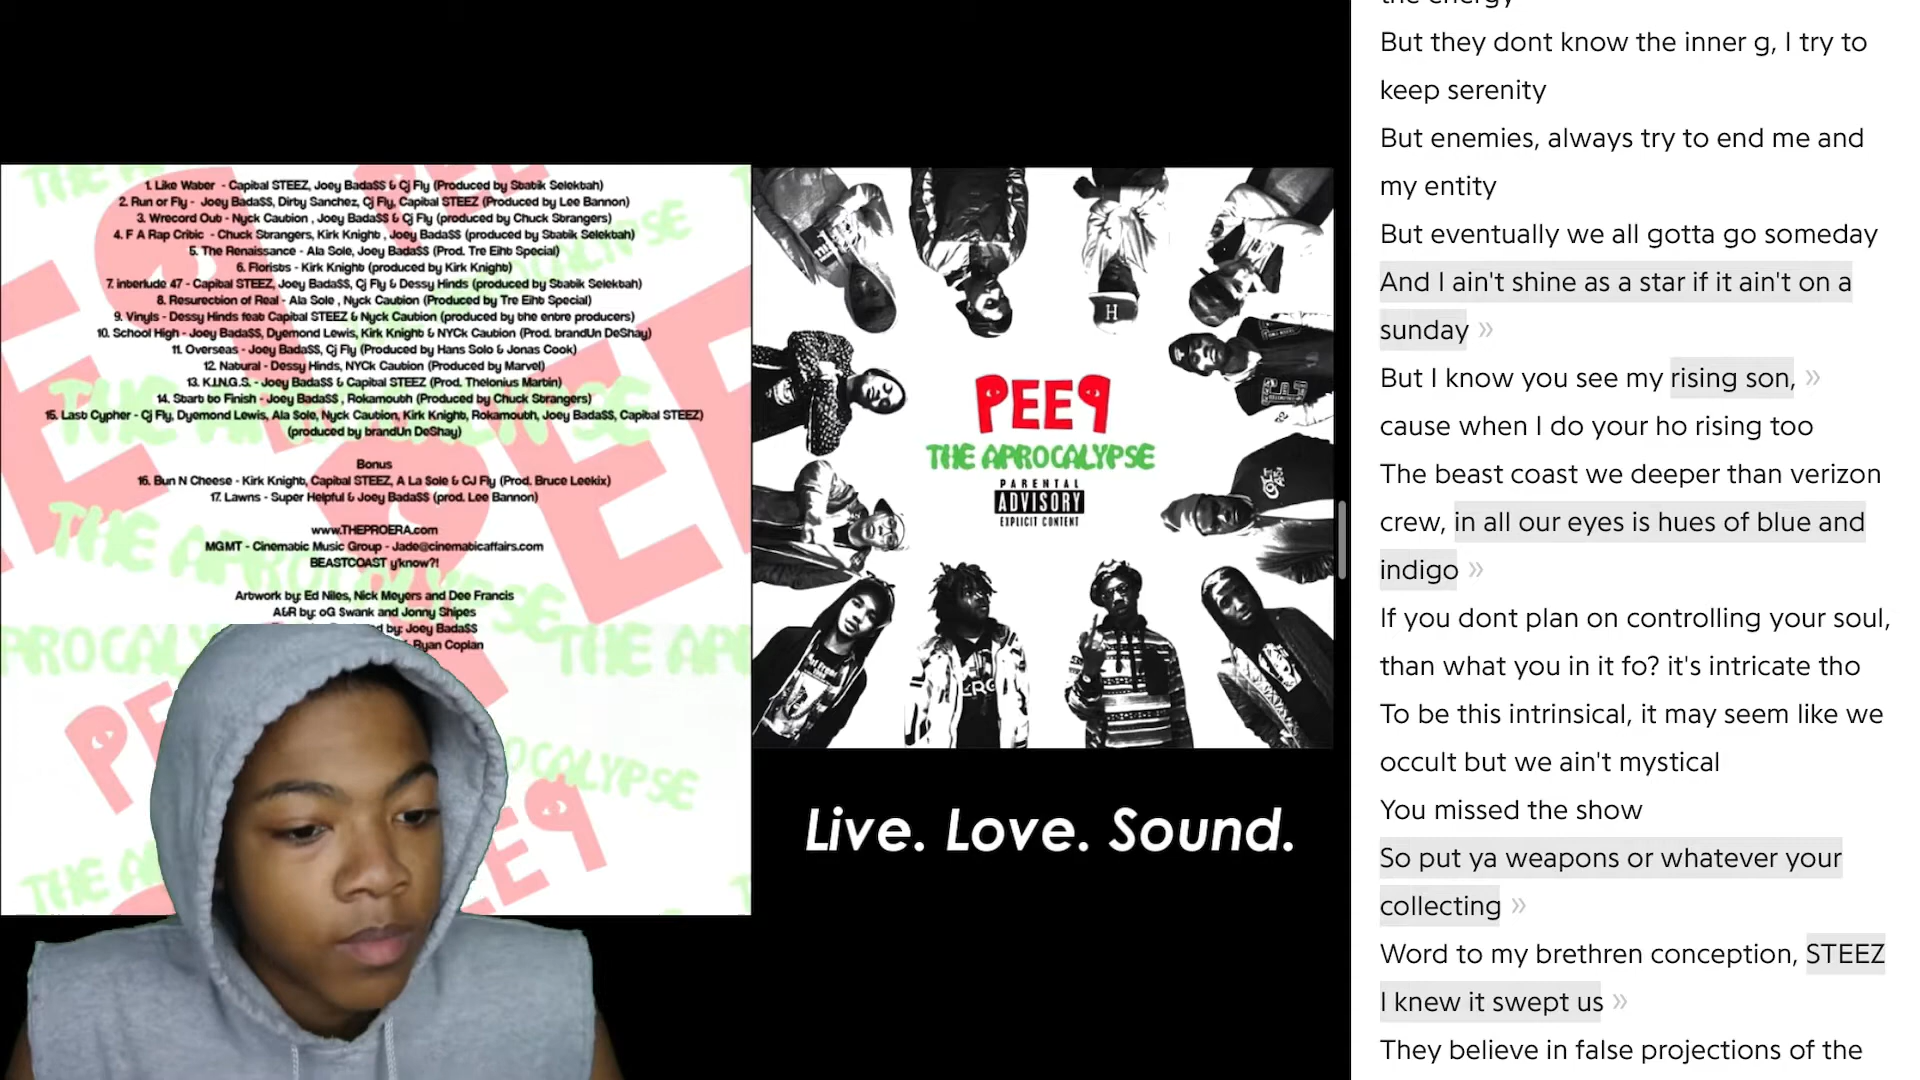 1. Like Water - Capital STEEZ, Joey Bada$$ & Cj Fly (Produced by Statik Selektah)
2. Run or Fly - Joey Bada$$, Dirty Sanchez, Cj Fly, Capital STEEZ (Produced by Lee Bannon)
3. Wrecord Out - Nyck Caution , Joey Bada$$ & Cj Fly (produced by Chuck Strangers)
4. F A Rap Critic - Chuck Strangers, Kirk Knight , Joey Bada$$ (produced by Statik Selektah)
5. The Renaissance - Ala $ole, Joey Bada$$ (Prod. Tre Eiht Special)
6. Florists - Kirk Knight (produced by Kirk Knight)
7. interlude 47 - Capital STEEZ, Joey Bada$$, Cj Fly & Dessy Hinds (produced by Statik Selektah)
8. Resurection of Real - Ala Sole , Nyck Caution (Produced by Tre Eiht Special)
9. Vinyls - Dessy Hinds feat Capital STEEZ & Nyck Caution (produced by the entre producers)
10. School High - Joey Bada$$, Dyemond Lewis, Kirk Knight & NYCk Caution (Prod. brandUn DeShay)
11. Overseas - Joey Bada$$, Cj Fly (Produced by Hans Solo & Jonas Cook)
12. Natural - Dessy Hinds, NYCk Caution (Produced by Marvel)
13. K.I.N.G.S. - Joey Bada$$ & Capital STEEZ (Prod. Thelonius Martin)
14. Start to Finish - Joey Bada$$ , Rokamouth (Produced by Chuck Strangers)
15. Last Cypher - Cj Fly, Dyemond Lewis, Ala $ole, Nyck Caution, Kirk Knight, Rokamouth, Joey Bada$$, Capital STEEZ)
(produced by brandUn DeShay)
Bonus
16. Bun N Cheese - Kirk Knight, Capital STEEZ, A La $ole & CJ Fly (Prod. Bruce Leekix)
17. Lawns - Super Helpful & Joey Bada$$ (prod. Lee Bannon)
www.THEPROERA.com
MGMT - Cinematic Music Group - Jade@cinematicaffairs.com
BEASTCOAST y'know?!
Artwork by: Ed Niles, Nick Meyers and Dee Francis
A&R by: oG Swank and Jonny Shipes
by: Joey Bada$$
Ryan Coplan
PEEP
THE APROCALYPSE
PARENTAL
ADVISORY
EXPLICIT CONTENT
Live. Love. Sound.
the energy
But they dont know the inner g, I try to
keep serenity
But enemies, always try to end me and
my entity
But eventually we all gotta go someday
And I ain't shine as a star if it ain't on a
sunday »
But I know you see my rising son, »
cause when I do your ho rising too
The beast coast we deeper than verizon
crew, in all our eyes is hues of blue and
indigo »
If you dont plan on controlling your soul,
than what you in it fo? it's intricate tho
To be this intrinsical, it may seem like we
occult but we ain't mystical
You missed the show
So put ya weapons or whatever your
collecting »
Word to my brethren conception, STEEZ
I knew it swept us »
They believe in false projections of the